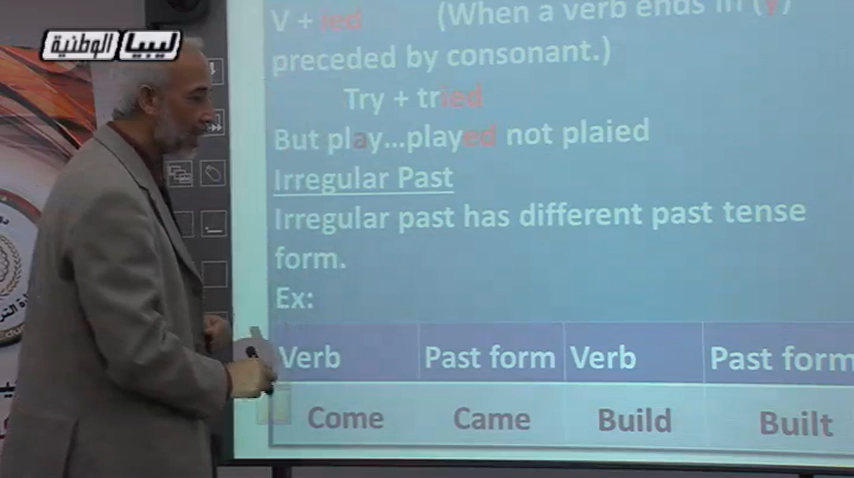 ليبيا الوطنية
V + ied (When a verb ends in (y)
preceded by consonant.)
Try + tried
But play...played not plaied
Irregular Past
Irregular past has different past tense
form.
Ex:
Verb Past form Verb Past form
Come Came Build Built